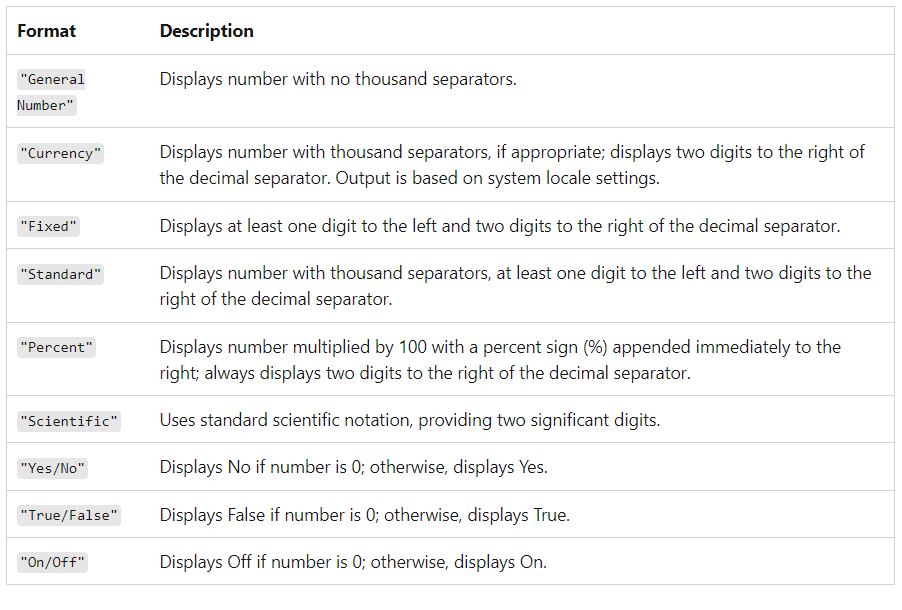 Format Description
"General Displays number with no thousand separators.
Number"
"Currency" Displays number with thousand separators, if appropriate; displays two digits to the right of
the decimal separator. Output is based on system locale settings.
"Fixed" Displays at least one digit to the left and two digits to the right of the decimal separator.
"Standard" Displays number with thousand separators, at least one digit to the left and two digits to the
right of the decimal separator.
"Percent" Displays number multiplied by 100 with a percent sign (%) appended immediately to the
right; always displays two digits to the right of the decimal separator.
"Scientific" Uses standard scientific notation, providing two significant digits.
"Yes/No" Displays No if number is 0; otherwise, displays Yes.
"True/False" Displays False if number is 0; otherwise, displays True.
"On/Off" Displays Off if number is 0; otherwise, displays On.